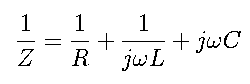 1/Z = 1/R + 1/jωL + jωC